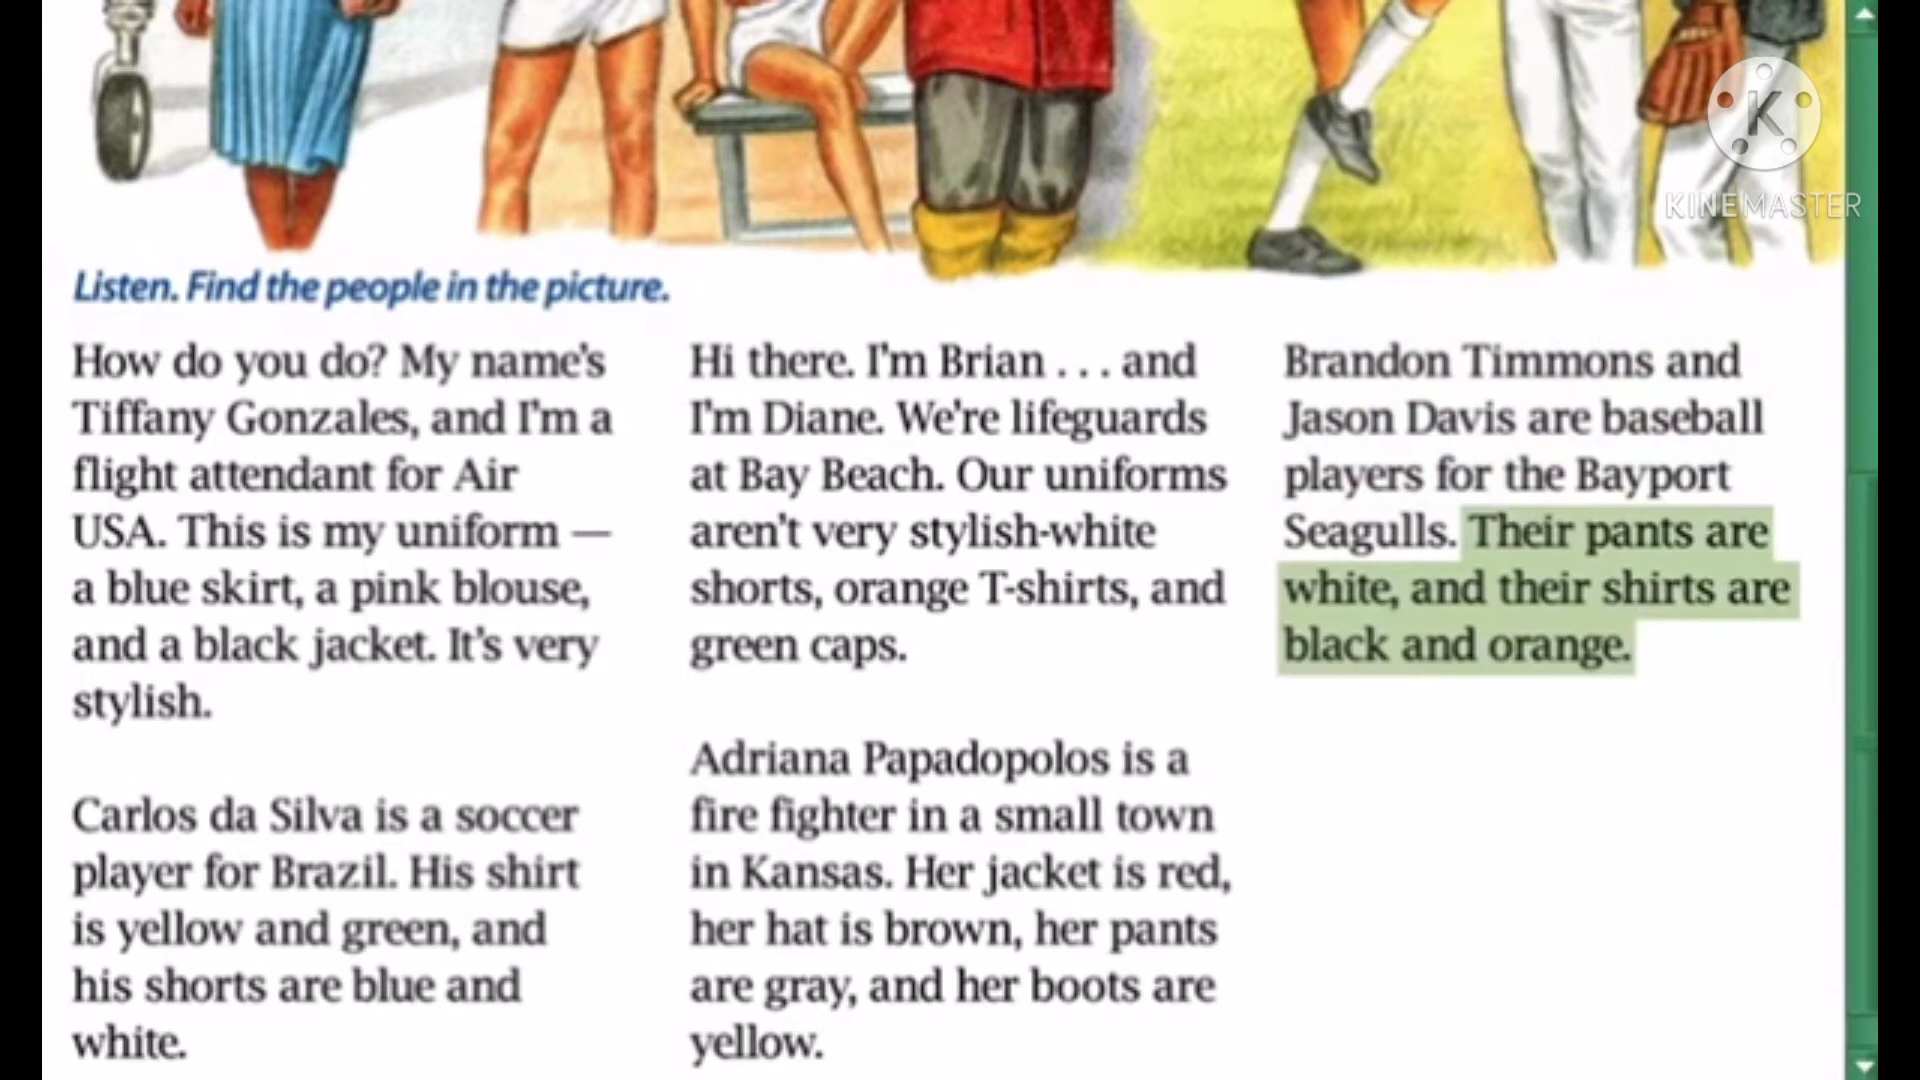 KINEMASTER
Listen. Find the people in the picture.
How do you do? My name's
Tiffany Gonzales, and I'm a
flight attendant for Air
USA. This is my uniform —
a blue skirt, a pink blouse,
and a black jacket. It's very
stylish.
Carlos da Silva is a soccer
player for Brazil. His shirt
is yellow and green, and
his shorts are blue and
white.
Hi there. I'm Brian . . . and
I'm Diane. We're lifeguards
at Bay Beach. Our uniforms
aren't very stylish-white
shorts, orange T-shirts, and
green caps.
Adriana Papadopolos is a
fire fighter in a small town
in Kansas. Her jacket is red,
her hat is brown, her pants
are gray, and her boots are
yellow.
Brandon Timmons and
Jason Davis are baseball
players for the Bayport
Seagulls. Their pants are
white, and their shirts are
black and orange.